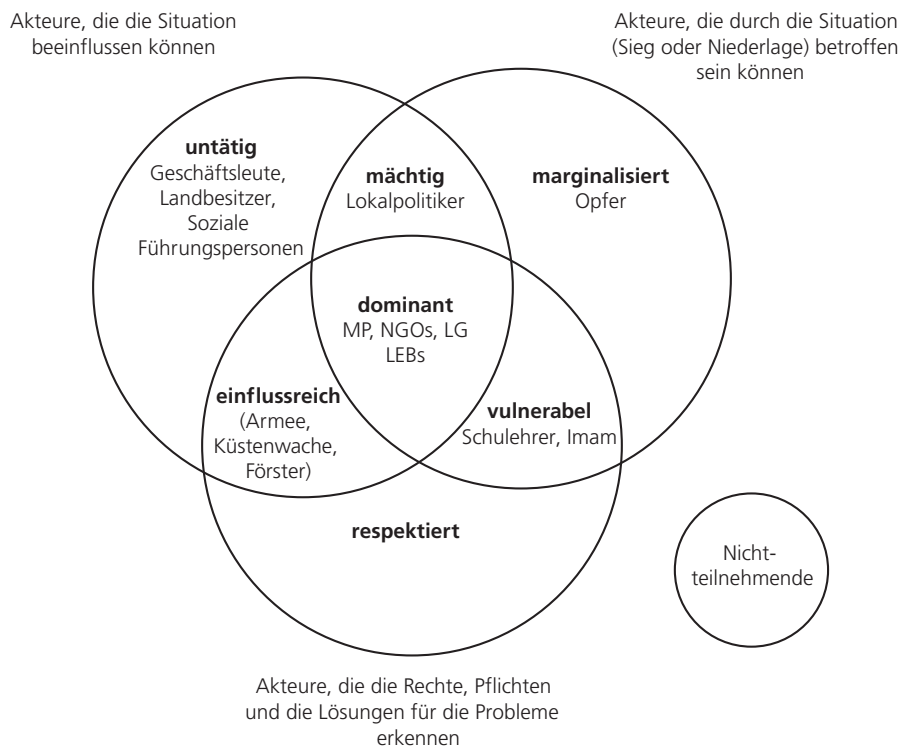 Akteure, die die Situation
beeinflussen können
Akteure, die durch die Situation
(Sieg oder Niederlage) betroffen
sein können
untätig
Geschäftsleute,
Landbesitzer,
Soziale
Führungspersonen
mächtig
Lokalpolitiker
marginalisiert
Opfer
dominant
MP, NGOs, LG
LEBs
einflussreich
(Armee,
Küstenwache,
Förster)
vulnerabel
Schulehrer, Imam
respektiert
Nicht-
teilnehmende
Akteure, die die Rechte, Pflichten
und die Lösungen für die Probleme
erkennen